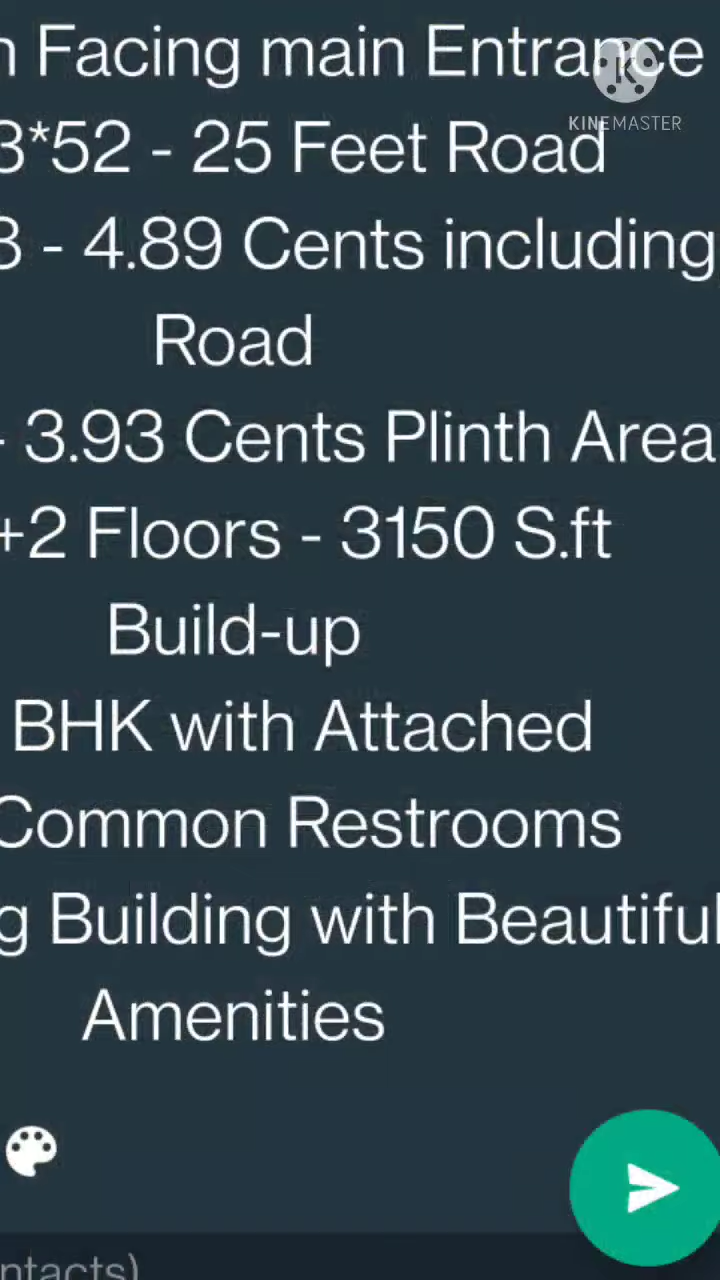 Facing main Entrance
KINEMASTER
3*52 - 25 Feet Road
- 4.89 Cents including
Road
- 3.93 Cents Plinth Area
+2 Floors - 3150 S.ft
Build-up
BHK with Attached
Common Restrooms
g Building with Beautiful
Amenities
ntacts)